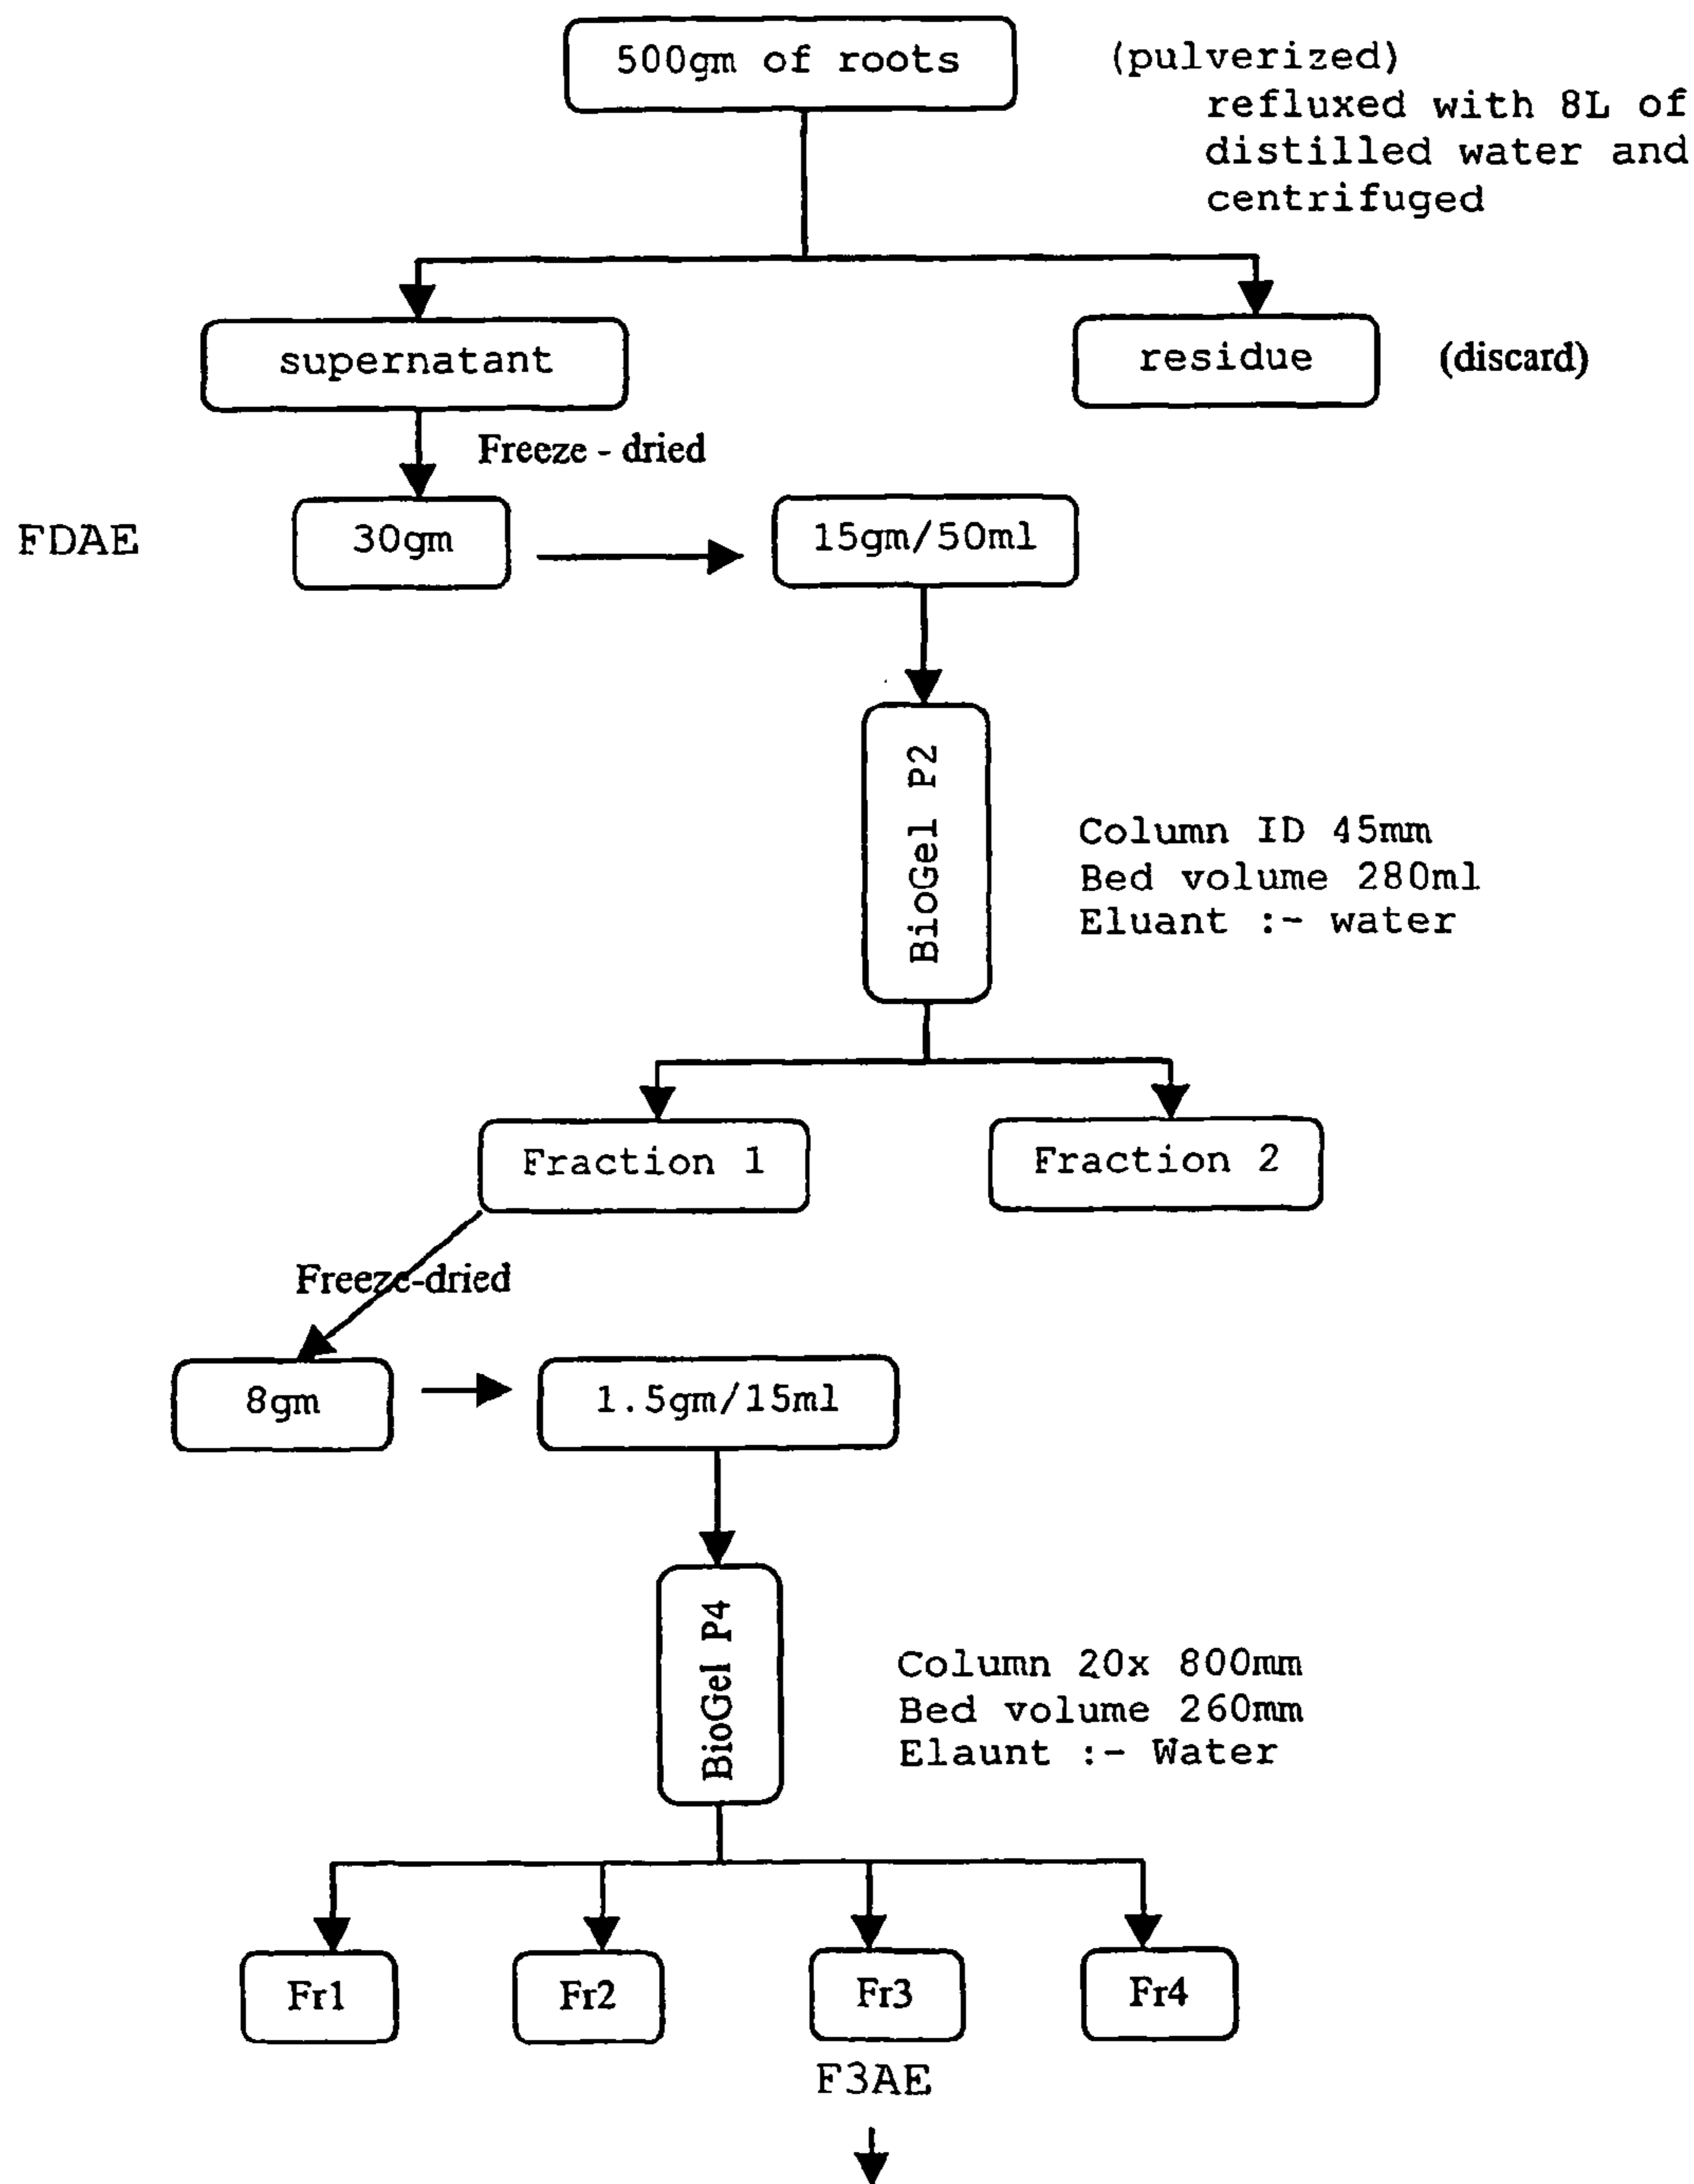 500gm of roots
(pulverized)
refluxed with 8L of
distilled water and
centrifuged
supernatant
residue
(discard)
Freeze - dried
FDAE
30gm
15gm/50ml
BioGel P2
Column ID 45mm
Bed volume 280ml
Eluant :- water
Fraction 1
Fraction 2
Freeze-dried
8gm
1.5gm/15ml
BioGel P4
Column 20x 800mm
Bed volume 260mm
Elaunt :- Water
Fr1
Fr2
Fr3
Fr4
F3AE